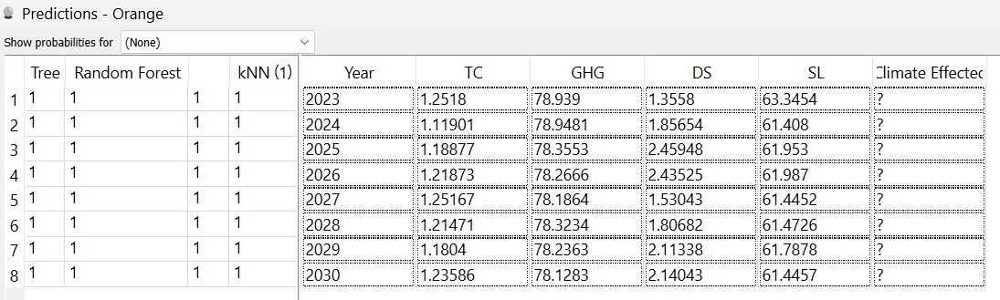 Predictions - Orange
Show probabilities for (None)
Tree Random Forest kNN (1) Year TC GHG DS SL Climate Effected
1 1 1 1 1 2023 1.2518 78.939 1.3558 63.3454 ?
2 1 1 1 1 2024 1.11901 78.9481 1.85654 61.408 ?
3 1 1 1 1 2025 1.18877 78.3553 2.45948 61.953 ?
4 1 1 1 1 2026 1.21873 78.2666 2.43525 61.987 ?
5 1 1 1 1 2027 1.25167 78.1864 1.53043 61.4452 ?
6 1 1 1 1 2028 1.21471 78.3234 1.80682 61.4726 ?
7 1 1 1 1 2029 1.1804 78.2363 2.11338 61.7878 ?
8 1 1 1 1 2030 1.23586 78.1283 2.14043 61.4457 ?